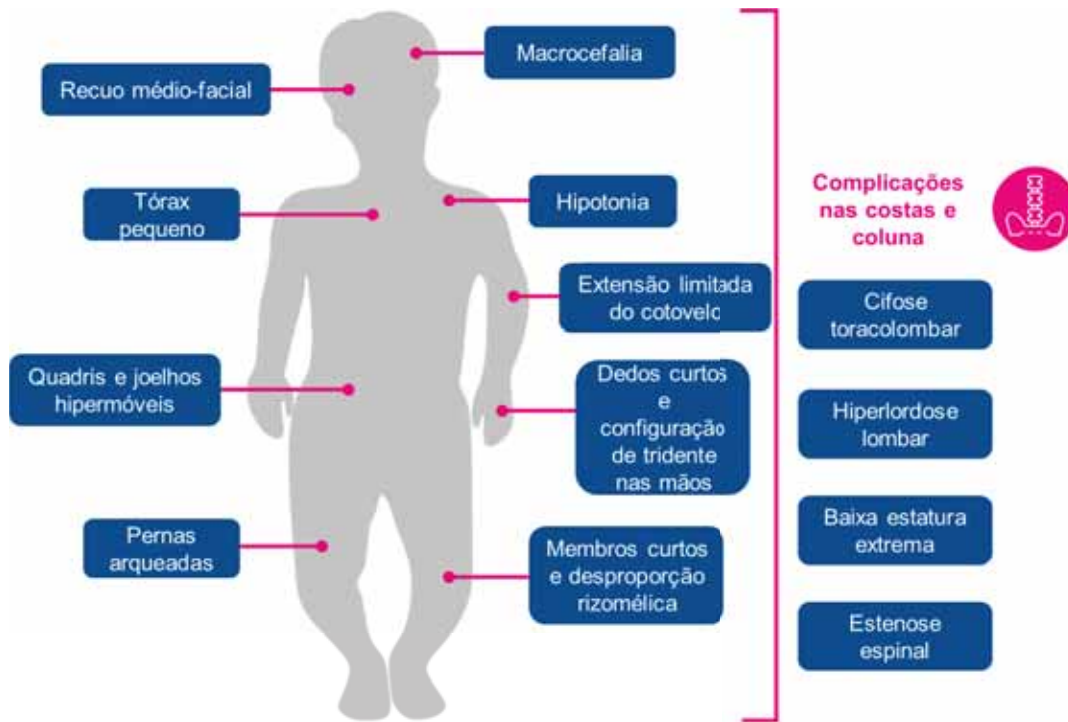 Macrocefalia
Recuo médio-facial
Tórax
pequeno
Hipotonia
Extensão limitada
do cotovelo
Quadris e joelhos
hipermóveis
Dedos curtos
e
configuração
de tridente
nas mãos
Pernas
arqueadas
Membros curtos
e desproporção
rizomélica
Complicações
nas costas e
coluna
Cifose
toracolombar
Hiperlordose
lombar
Baixa estatura
extrema
Estenose
espinal